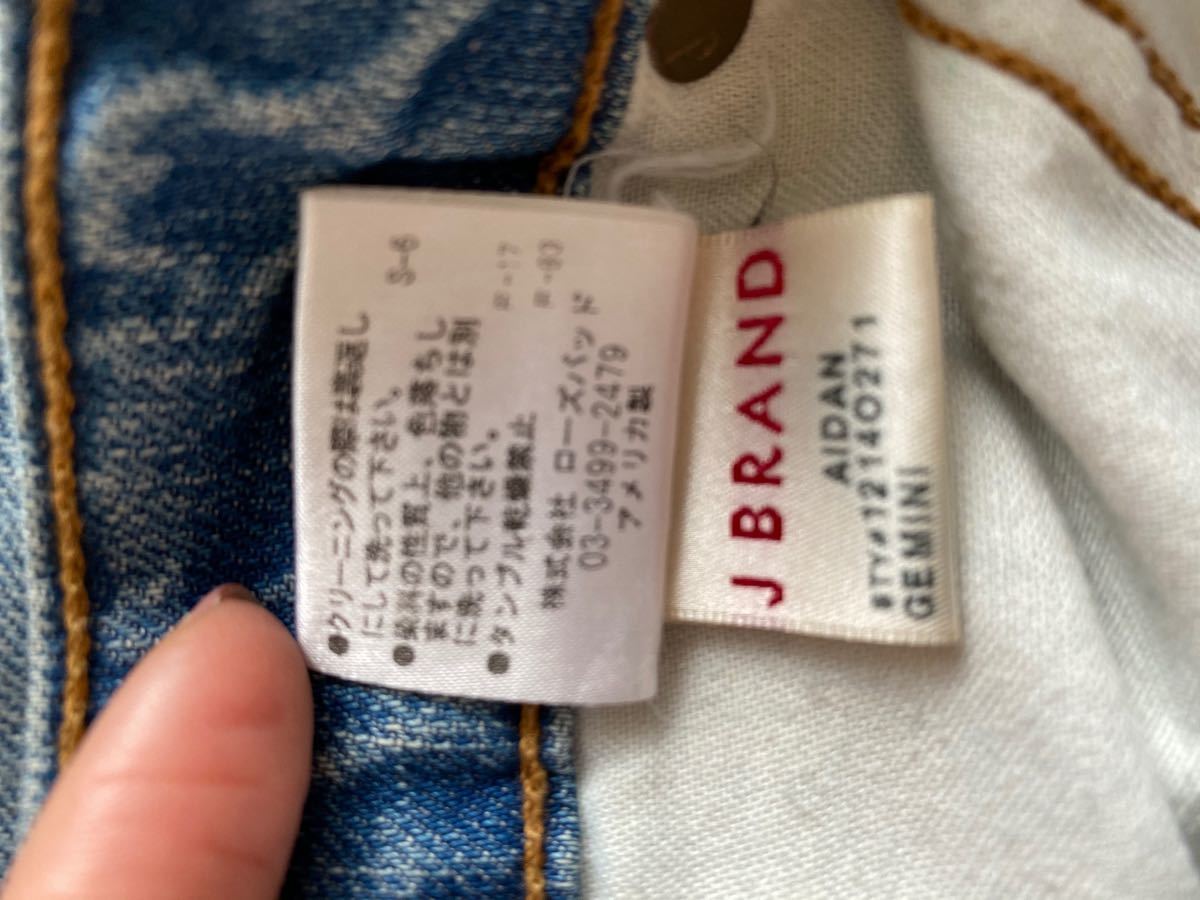 ●クリーニングの際は裏返し
にして洗って下さい。
S-6
●染料の性質上、色落ちし
ますので、他の物とは別
に洗って下さい。
●タンブル乾燥禁止
R-17
R-93
株式会社 ローズバッド
03-3499-2479
アメリカ製
J BRAND
AIDAN
STY#1214O271
GEMINI